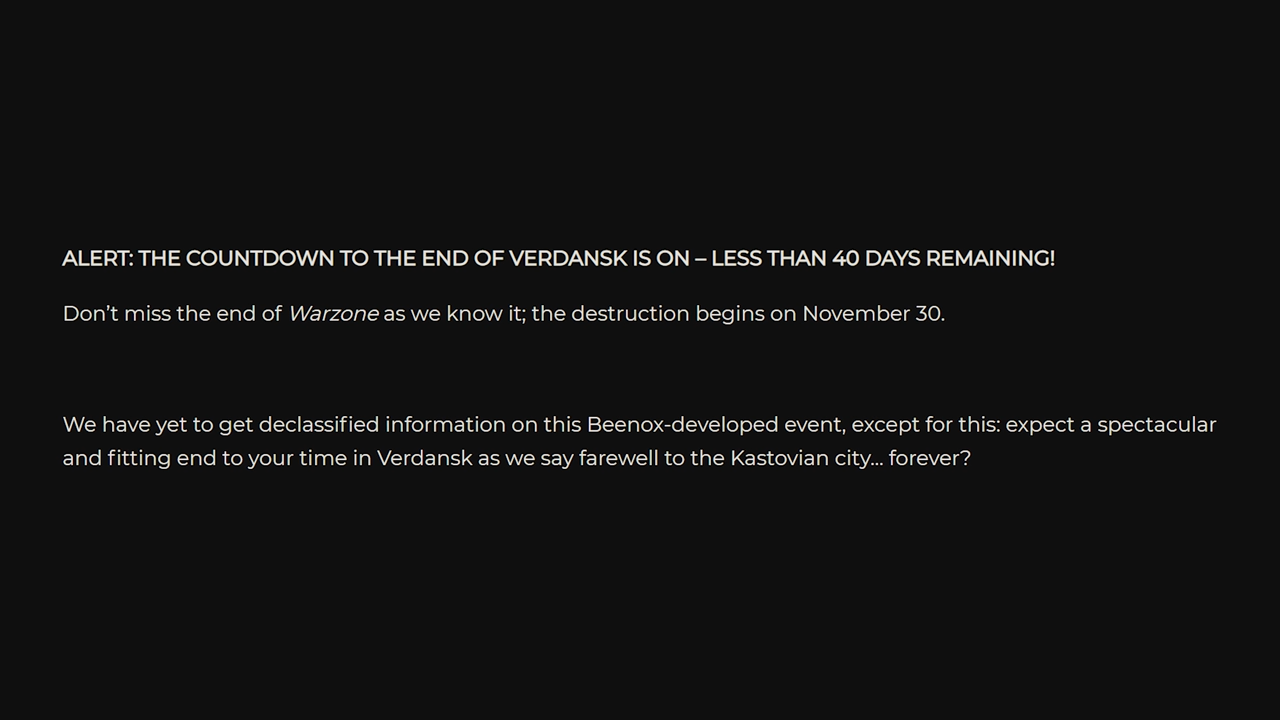 ALERT: THE COUNTDOWN TO THE END OF VERDANSK IS ON – LESS THAN 40 DAYS REMAINING!
Don’t miss the end of Warzone as we know it; the destruction begins on November 30.
We have yet to get declassified information on this Beenox-developed event, except for this: expect a spectacular
and fitting end to your time in Verdansk as we say farewell to the Kastovian city... forever?